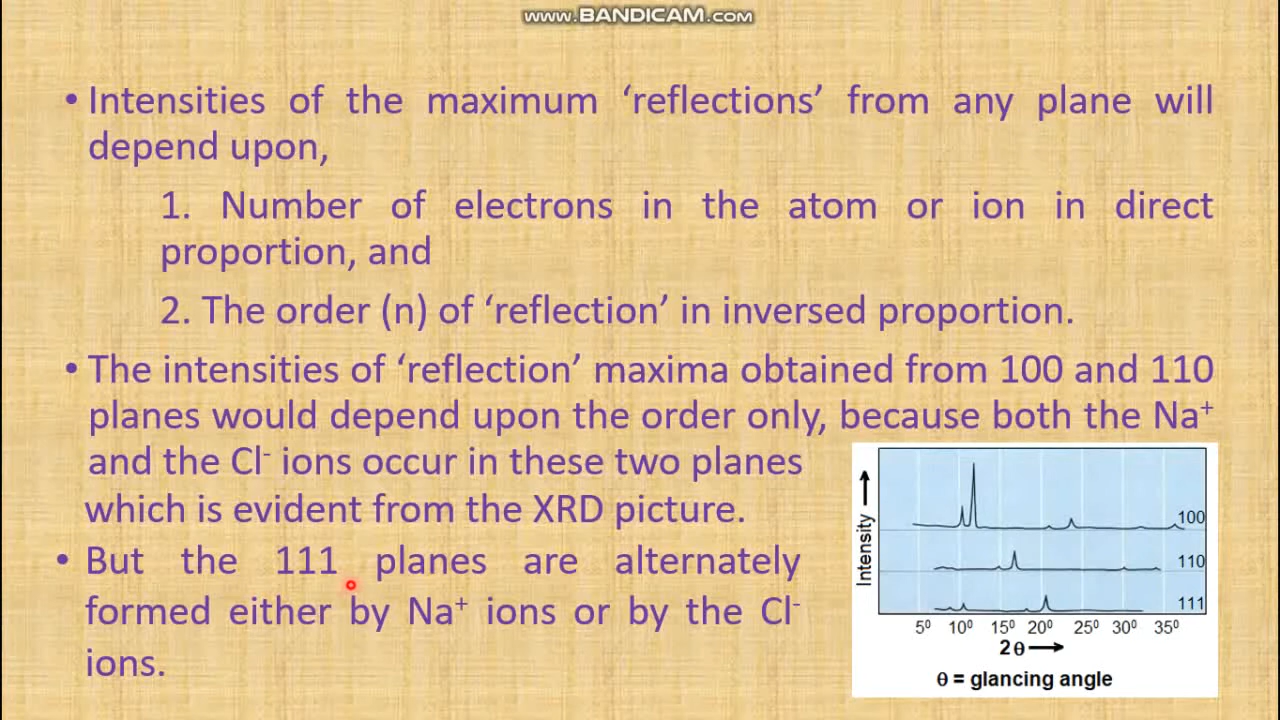 www.BANDICAM.com
• Intensities of the maximum ‘reflections’ from any plane will
depend upon,
1. Number of electrons in the atom or ion in direct
proportion, and
2. The order (n) of ‘reflection’ in inversed proportion.
• The intensities of ‘reflection’ maxima obtained from 100 and 110
planes would depend upon the order only, because both the Na⁺
and the Cl⁻ ions occur in these two planes
which is evident from the XRD picture.
• But the 111 planes are alternately
formed either by Na⁺ ions or by the Cl⁻
ions.
Intensity →
100
110
111
5⁰ 10⁰ 15⁰ 20⁰ 25⁰ 30⁰ 35⁰
2θ →
θ = glancing angle